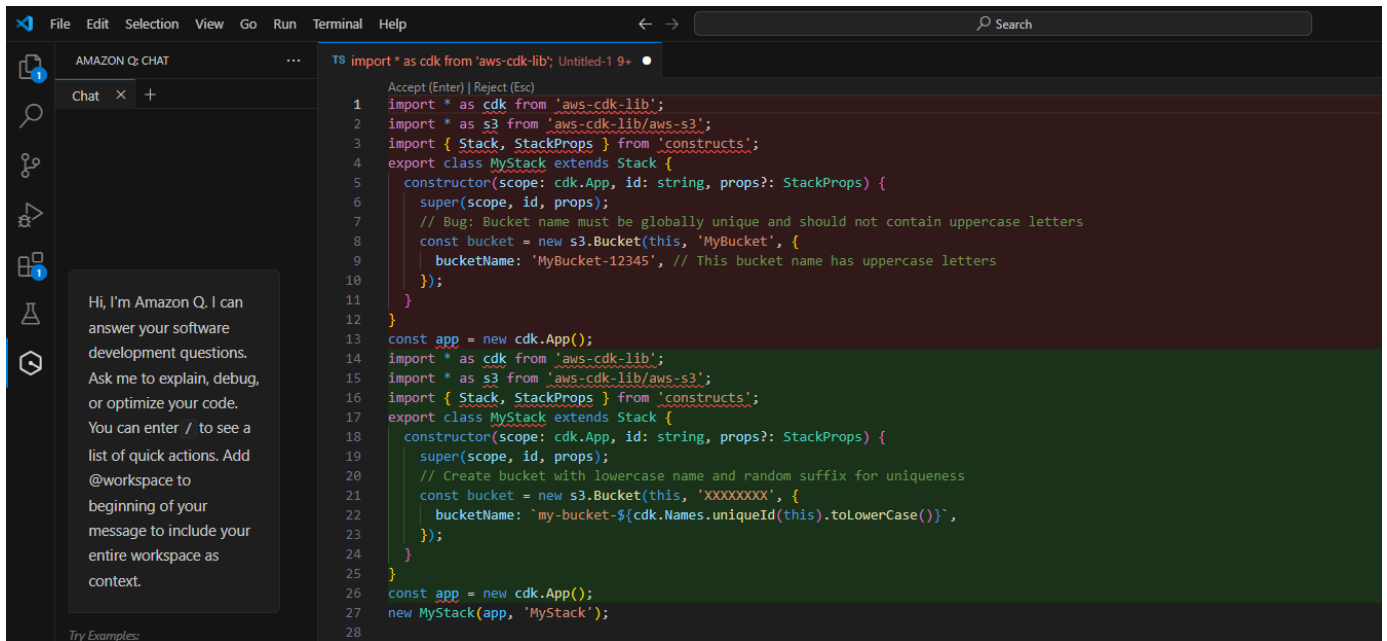 File Edit Selection View Go Run Terminal Help
Search
AMAZON Q: CHAT
Chat
TS import * as cdk from 'aws-cdk-lib'; Untitled-1 9+
Accept (Enter) | Reject (Esc)
1 import * as cdk from 'aws-cdk-lib';
2 import * as s3 from 'aws-cdk-lib/aws-s3';
3 import { Stack, StackProps } from 'constructs';
4 export class MyStack extends Stack {
5 constructor(scope: cdk.App, id: string, props?: StackProps) {
6 super(scope, id, props);
7 // Bug: Bucket name must be globally unique and should not contain uppercase letters
8 const bucket = new s3.Bucket(this, 'MyBucket', {
9 bucketName: 'MyBucket-12345', // This bucket name has uppercase letters
10 });
11 }
12 }
13 const app = new cdk.App();
14 import * as cdk from 'aws-cdk-lib';
15 import * as s3 from 'aws-cdk-lib/aws-s3';
16 import { Stack, StackProps } from 'constructs';
17 export class MyStack extends Stack {
18 constructor(scope: cdk.App, id: string, props?: StackProps) {
19 super(scope, id, props);
20 // Create bucket with lowercase name and random suffix for uniqueness
21 const bucket = new s3.Bucket(this, 'XXXXXXXX', {
22 bucketName: `my-bucket-${cdk.Names.uniqueId(this).toLowerCase()}`,
23 });
24 }
25 }
26 const app = new cdk.App();
27 new MyStack(app, 'MyStack');
28
1
1
Hi, I'm Amazon Q. I can
answer your software
development questions.
Ask me to explain, debug,
or optimize your code.
You can enter / to see a
list of quick actions. Add
@workspace to
beginning of your
message to include your
entire workspace as
context.
Try Examples: